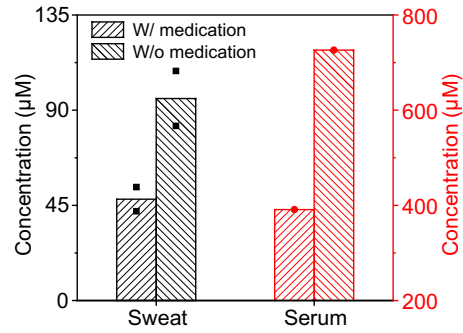 135
90
45
0
Concentration (µM)
W/ medication
W/o medication
800
600
400
200
Concentration (µM)
Sweat
Serum